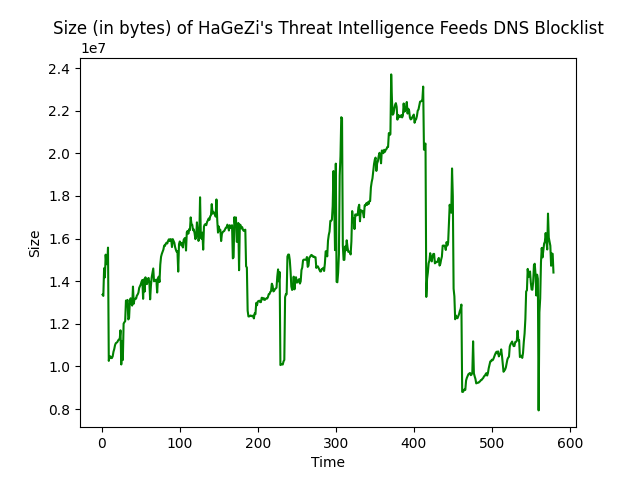 Size (in bytes) of HaGeZi's Threat Intelligence Feeds DNS Blocklist
1e7
2.4
2.2
2.0
1.8
1.6
1.4
1.2
1.0
0.8
Size
0 100 200 300 400 500 600
Time